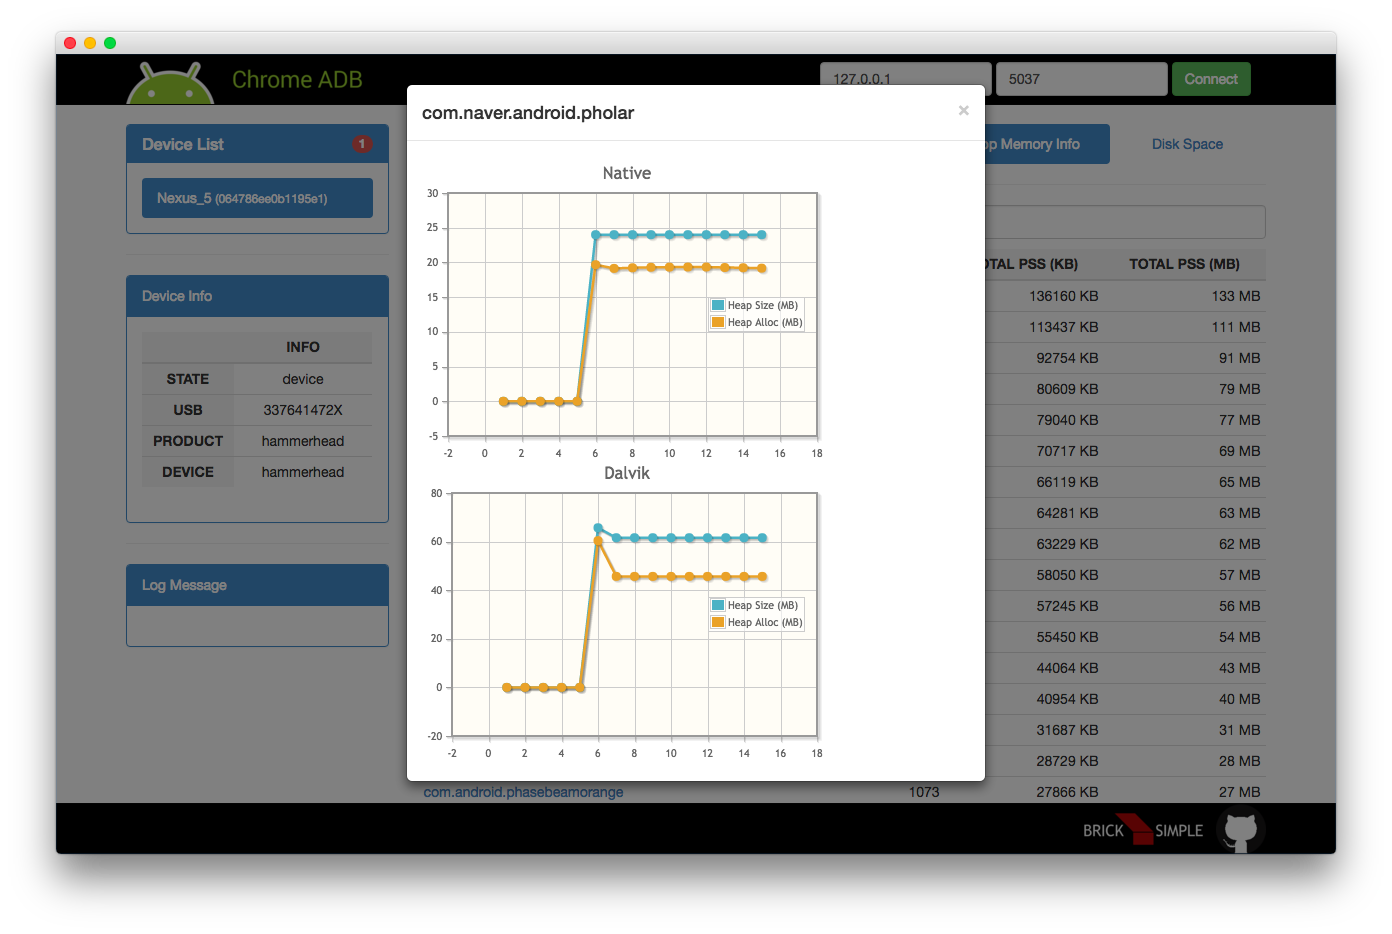 Chrome ADB
127.0.0.1
5037
Connect
com.naver.android.pholar
×
Device List
1
Nexus_5 (064786ee0b1195e1)
Device Info
INFO
STATE device
USB 337641472X
PRODUCT hammerhead
DEVICE hammerhead
Log Message
Native
30
25
20
15
10
5
0
-5
-2 0 2 4 6 8 10 12 14 16 18
Heap Size (MB)
Heap Alloc (MB)
Dalvik
80
60
40
20
0
-20
-2 0 2 4 6 8 10 12 14 16 18
Heap Size (MB)
Heap Alloc (MB)
Memory Info
Disk Space
PSS (KB) TOTAL PSS (MB)
136160 KB 133 MB
113437 KB 111 MB
92754 KB 91 MB
80609 KB 79 MB
79040 KB 77 MB
70717 KB 69 MB
66119 KB 65 MB
64281 KB 63 MB
63229 KB 62 MB
58050 KB 57 MB
57245 KB 56 MB
55450 KB 54 MB
44064 KB 43 MB
40954 KB 40 MB
31687 KB 31 MB
28729 KB 28 MB
com.android.phasebeamorange 1073 27866 KB 27 MB
BRICK SIMPLE